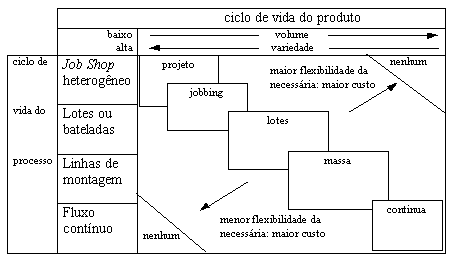 ciclo de vida do produto
baixo volume
alta variedade
ciclo de
vida do
processo
Job Shop
heterogêneo
Lotes ou
bateladas
Linhas de
montagem
Fluxo
contínuo
projeto
jobbing
lotes
massa
continua
nenhum
maior flexibilidade da
necessária: maior custo
menor flexibilidade da
necessária: maior custo
nenhum